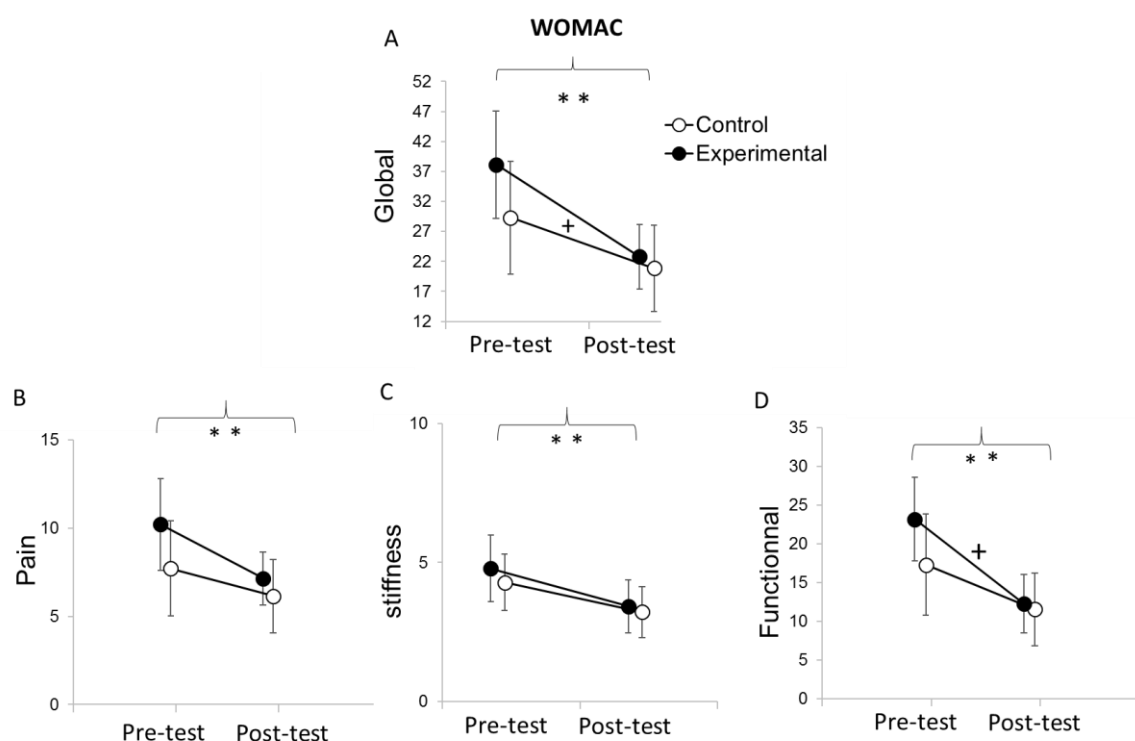 A
WOMAC
* *
52
47
42
37
32
27
22
17
12
Global
+
Control
Experimental
Pre-test
Post-test
B
* *
15
10
5
0
Pain
Pre-test
Post-test
C
* *
10
5
0
stiffness
Pre-test
Post-test
D
* *
35
30
25
20
15
10
5
0
Functionnal
+
Pre-test
Post-test